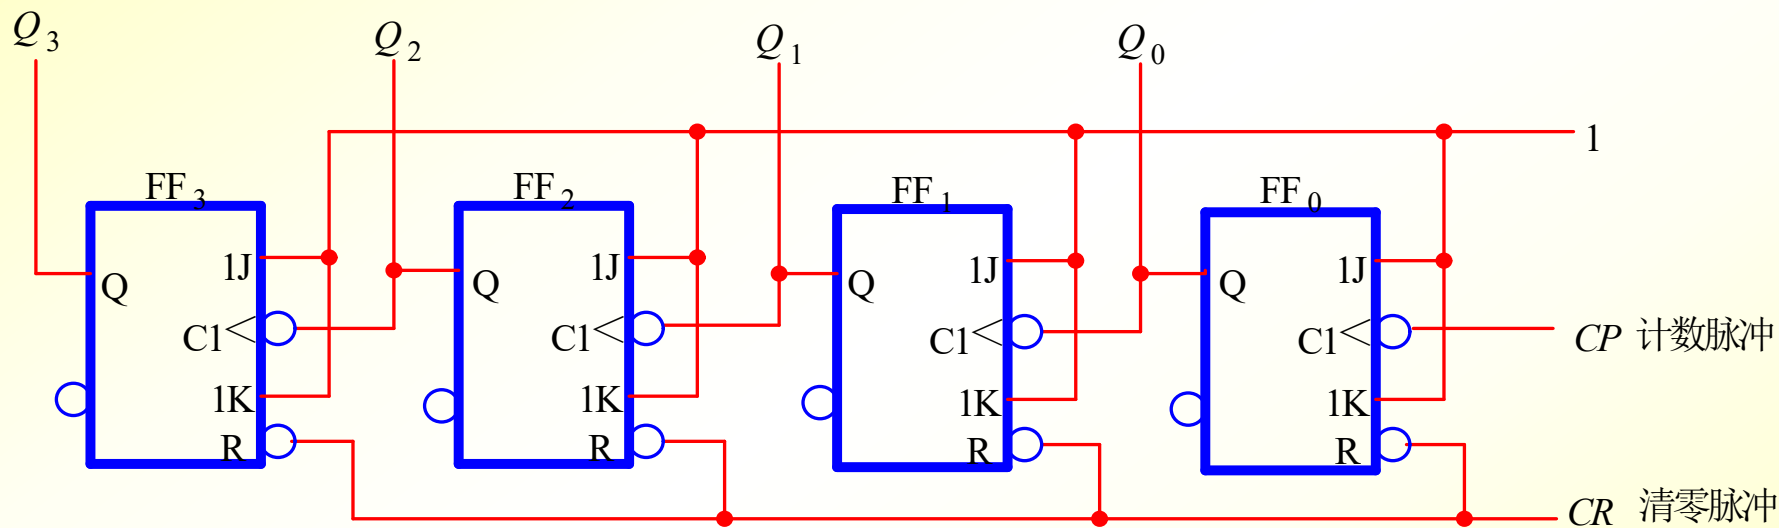 Q3 Q2 Q1 Q0
1
FF3 FF2 FF1 FF0
1J 1J 1J 1J
Q Q Q Q
C1 C1 C1 C1
CP 计数脉冲
1K 1K 1K 1K
R R R R
CR 清零脉冲